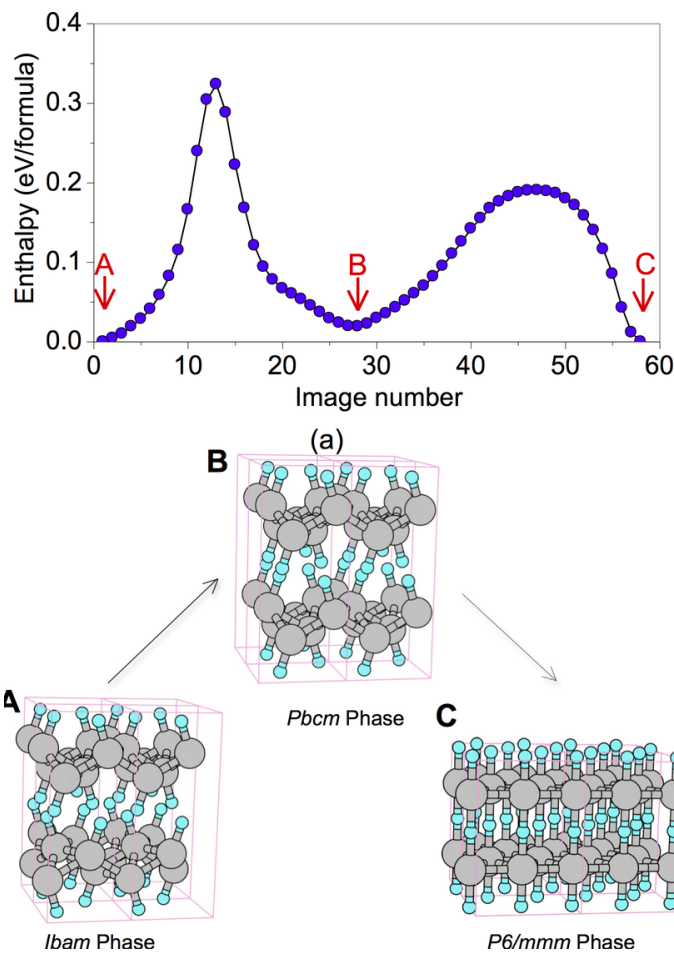 0.4
0.3
0.2
0.1
0.0
Enthalpy (eV/formula)
A
B
C
0 10 20 30 40 50 60
Image number
(a)
B
Pbcm Phase
A
C
Ibam Phase
P6/mmm Phase